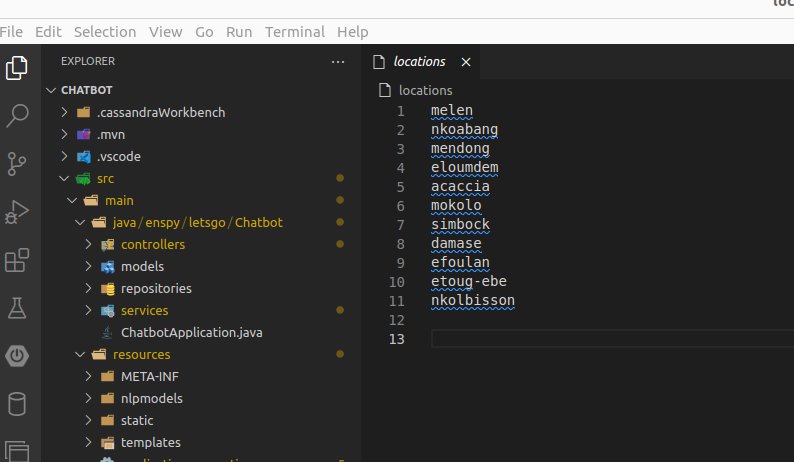 File Edit Selection View Go Run Terminal Help
EXPLORER
CHATBOT
.cassandraWorkbench
.mvn
.vscode
src
main
java/enspy/letsgo/Chatbot
controllers
models
repositories
services
ChatbotApplication.java
resources
META-INF
nlpmodels
static
templates
locations
locations
1 melen
2 nkoabang
3 mendong
4 eloumdem
5 acaccia
6 mokolo
7 simbock
8 damase
9 efoulan
10 etoug-ebe
11 nkolbisson
12
13